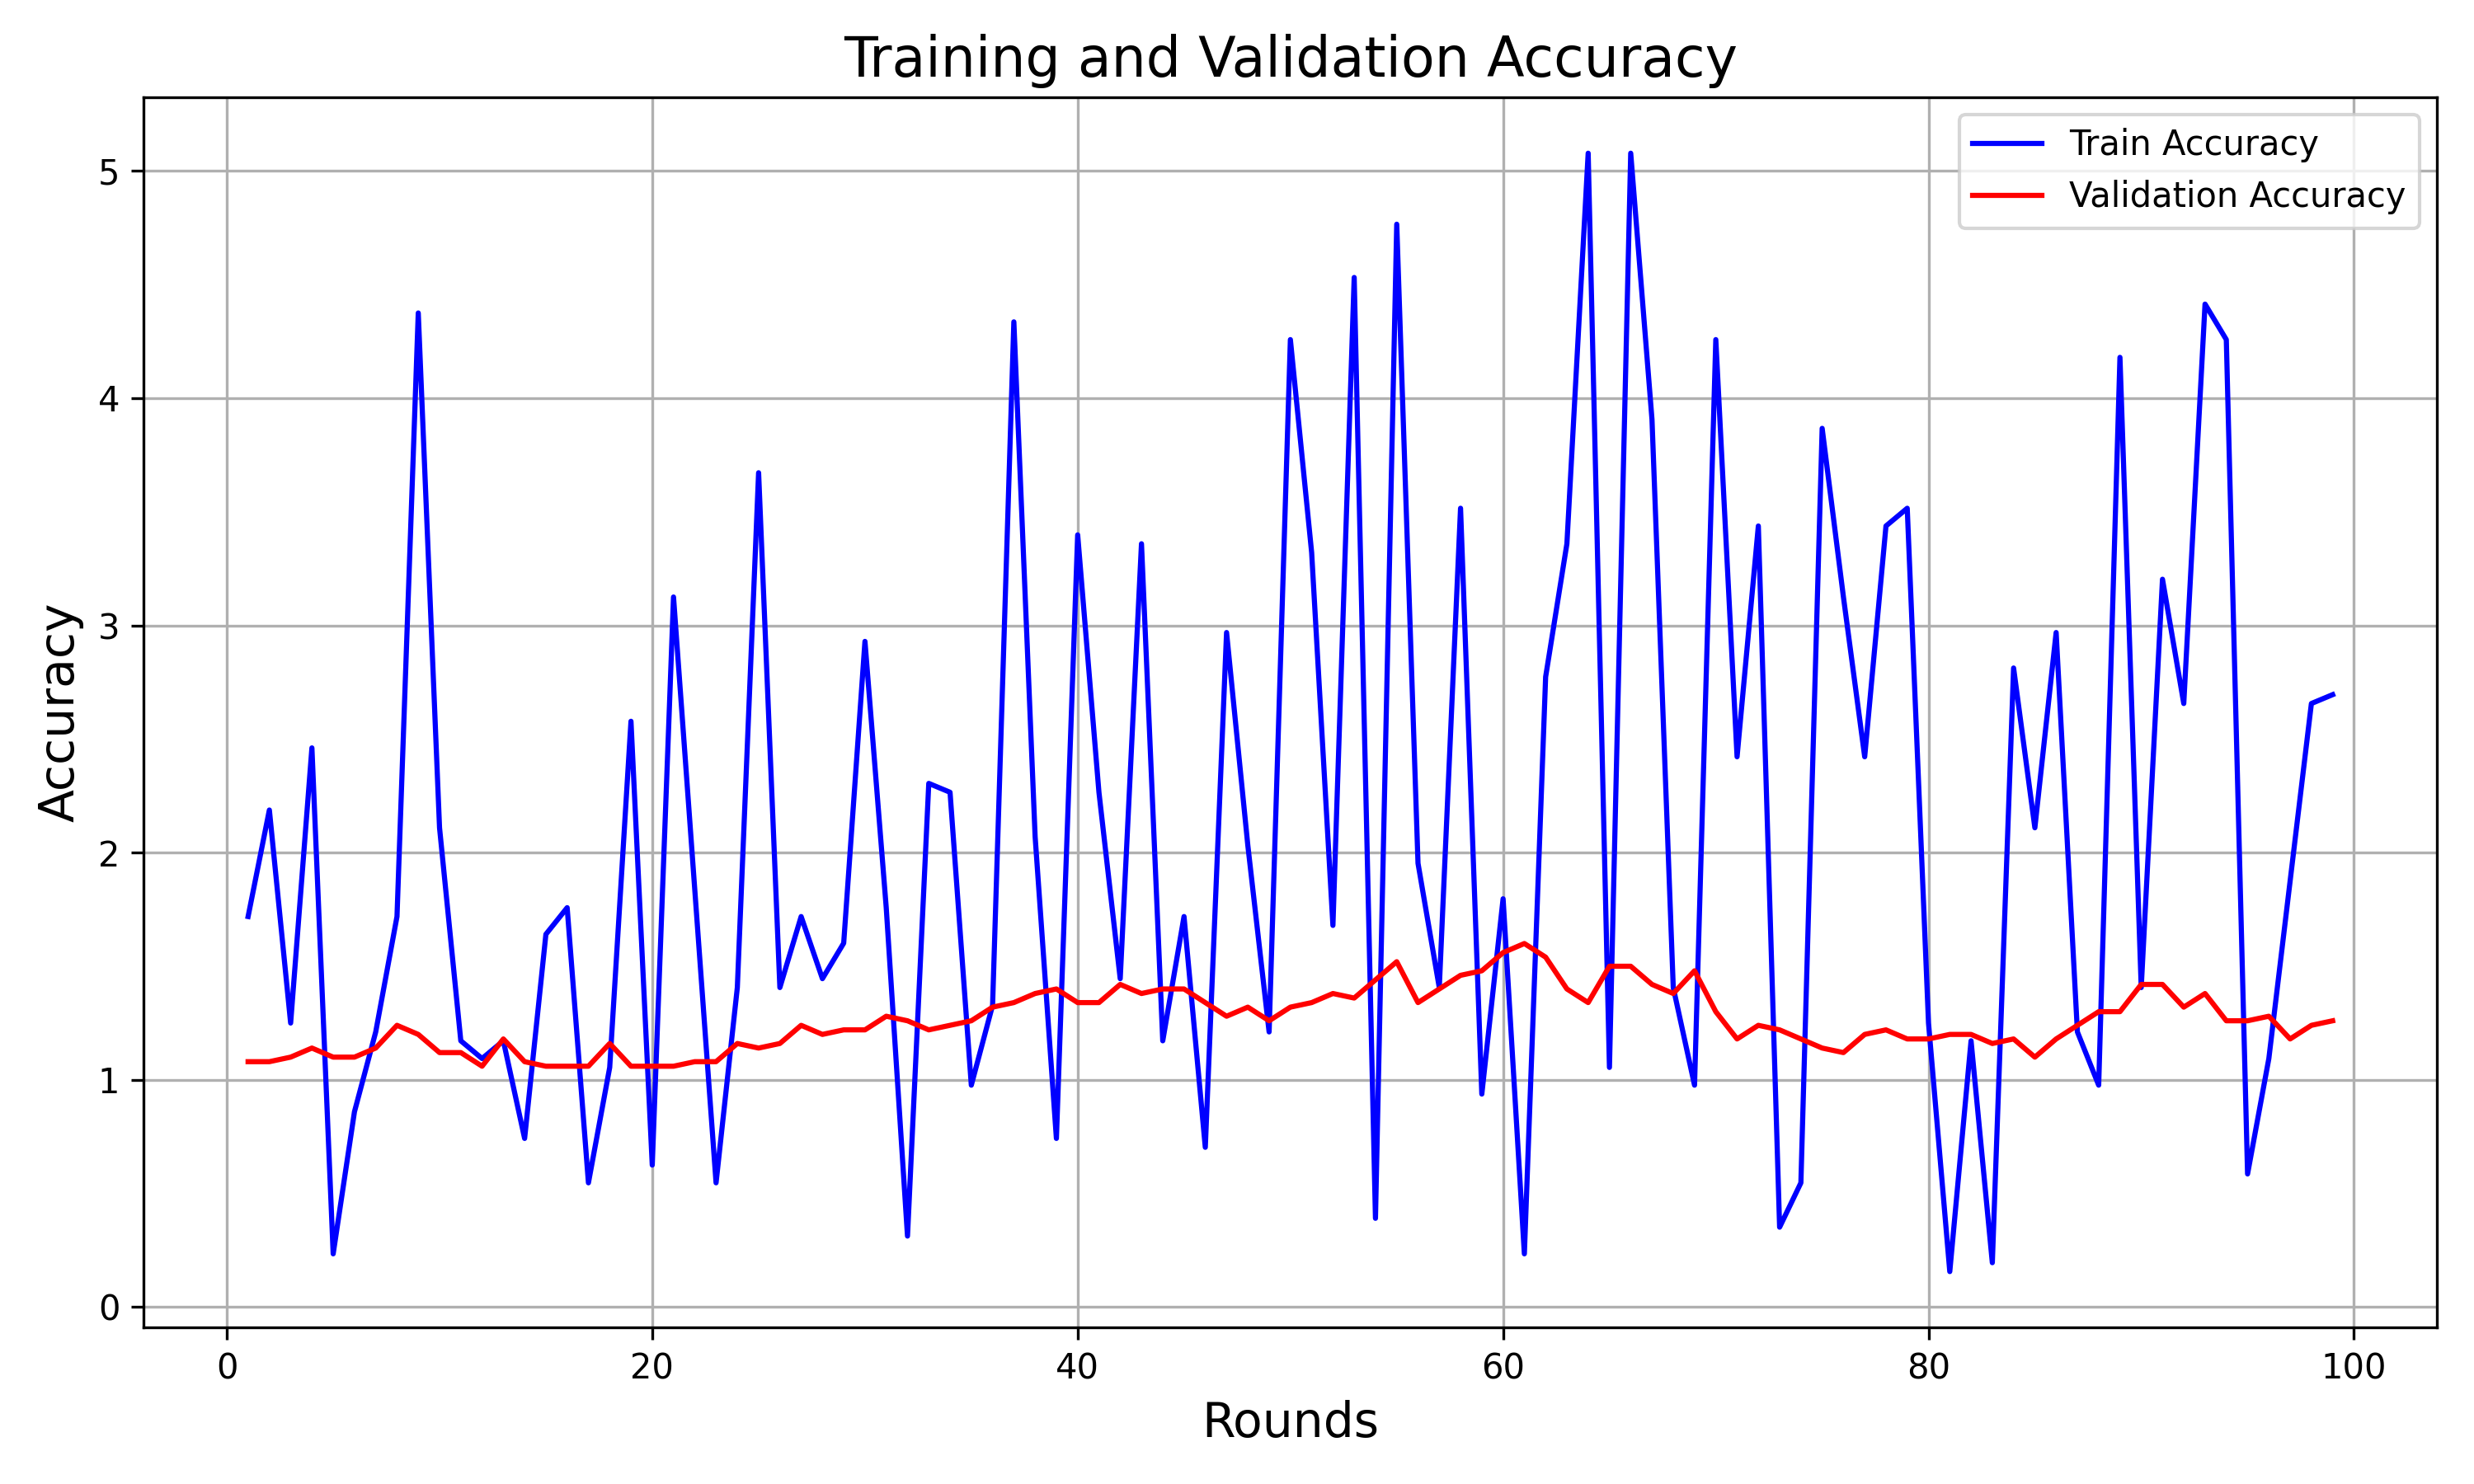 Training and Validation Accuracy
Train Accuracy
Validation Accuracy
5
4
3
2
1
0
Accuracy
0 20 40 60 80 100
Rounds